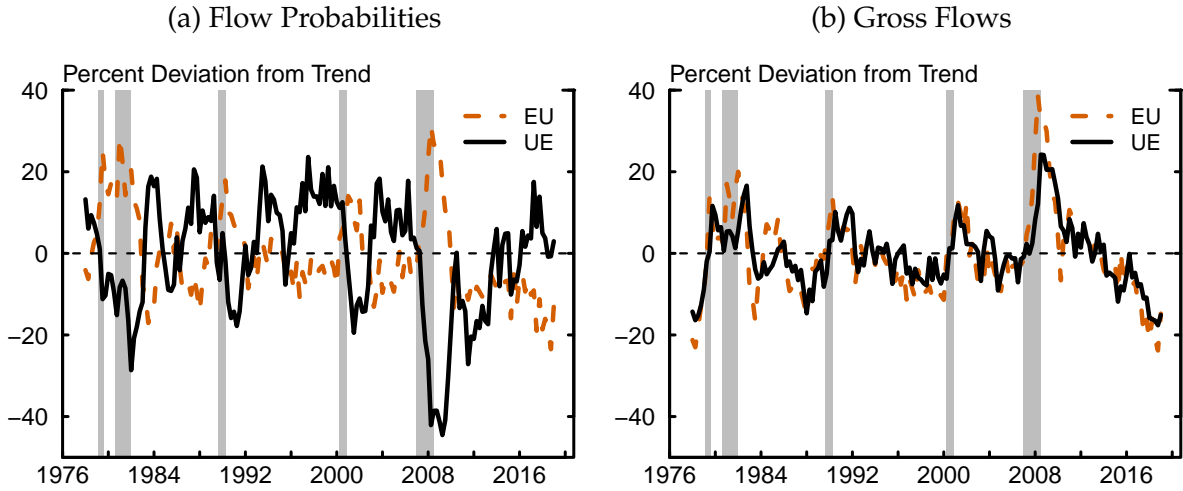 (a) Flow Probabilities
Percent Deviation from Trend
40
20
0
−20
−40
EU
UE
1976 1984 1992 2000 2008 2016
(b) Gross Flows
Percent Deviation from Trend
40
20
0
−20
−40
EU
UE
1976 1984 1992 2000 2008 2016